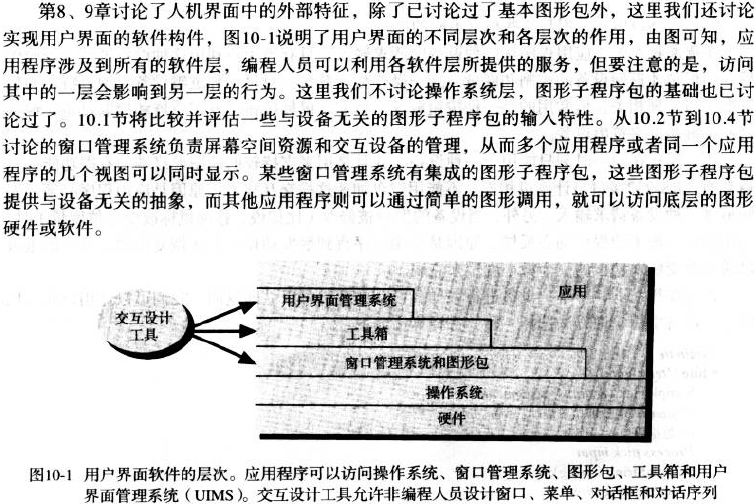 第8、9章讨论了人机界面中的外部特征，除了已讨论过了基本图形包外，这里我们还讨论
实现用户界面的软件构件，图10-1说明了用户界面的不同层次和各层次的作用，由图可知，应
用程序涉及到所有的软件层，编程人员可以利用各软件层所提供的服务，但要注意的是，访问
其中的一层会影响到另一层的行为。这里我们不讨论操作系统层，图形子程序包的基础也已讨
论过了。10.1节将比较并评估一些与设备无关的图形子程序包的输入特性。从10.2节到10.4节
讨论的窗口管理系统负责屏幕空间资源和交互设备的管理，从而多个应用程序或者同一个应用
程序的几个视图可以同时显示。某些窗口管理系统有集成的图形子程序包，这些图形子程序包
提供与设备无关的抽象，而其他应用程序则可以通过简单的图形调用，就可以访问底层的图形
硬件或软件。
交互设计
工具
用户界面管理系统
应用
工具箱
窗口管理系统和图形包
操作系统
硬件
图10-1 用户界面软件的层次。应用程序可以访问操作系统、窗口管理系统、图形包、工具箱和用户
界面管理系统（UIMS）。交互设计工具允许非编程人员设计窗口、菜单、对话框和对话序列